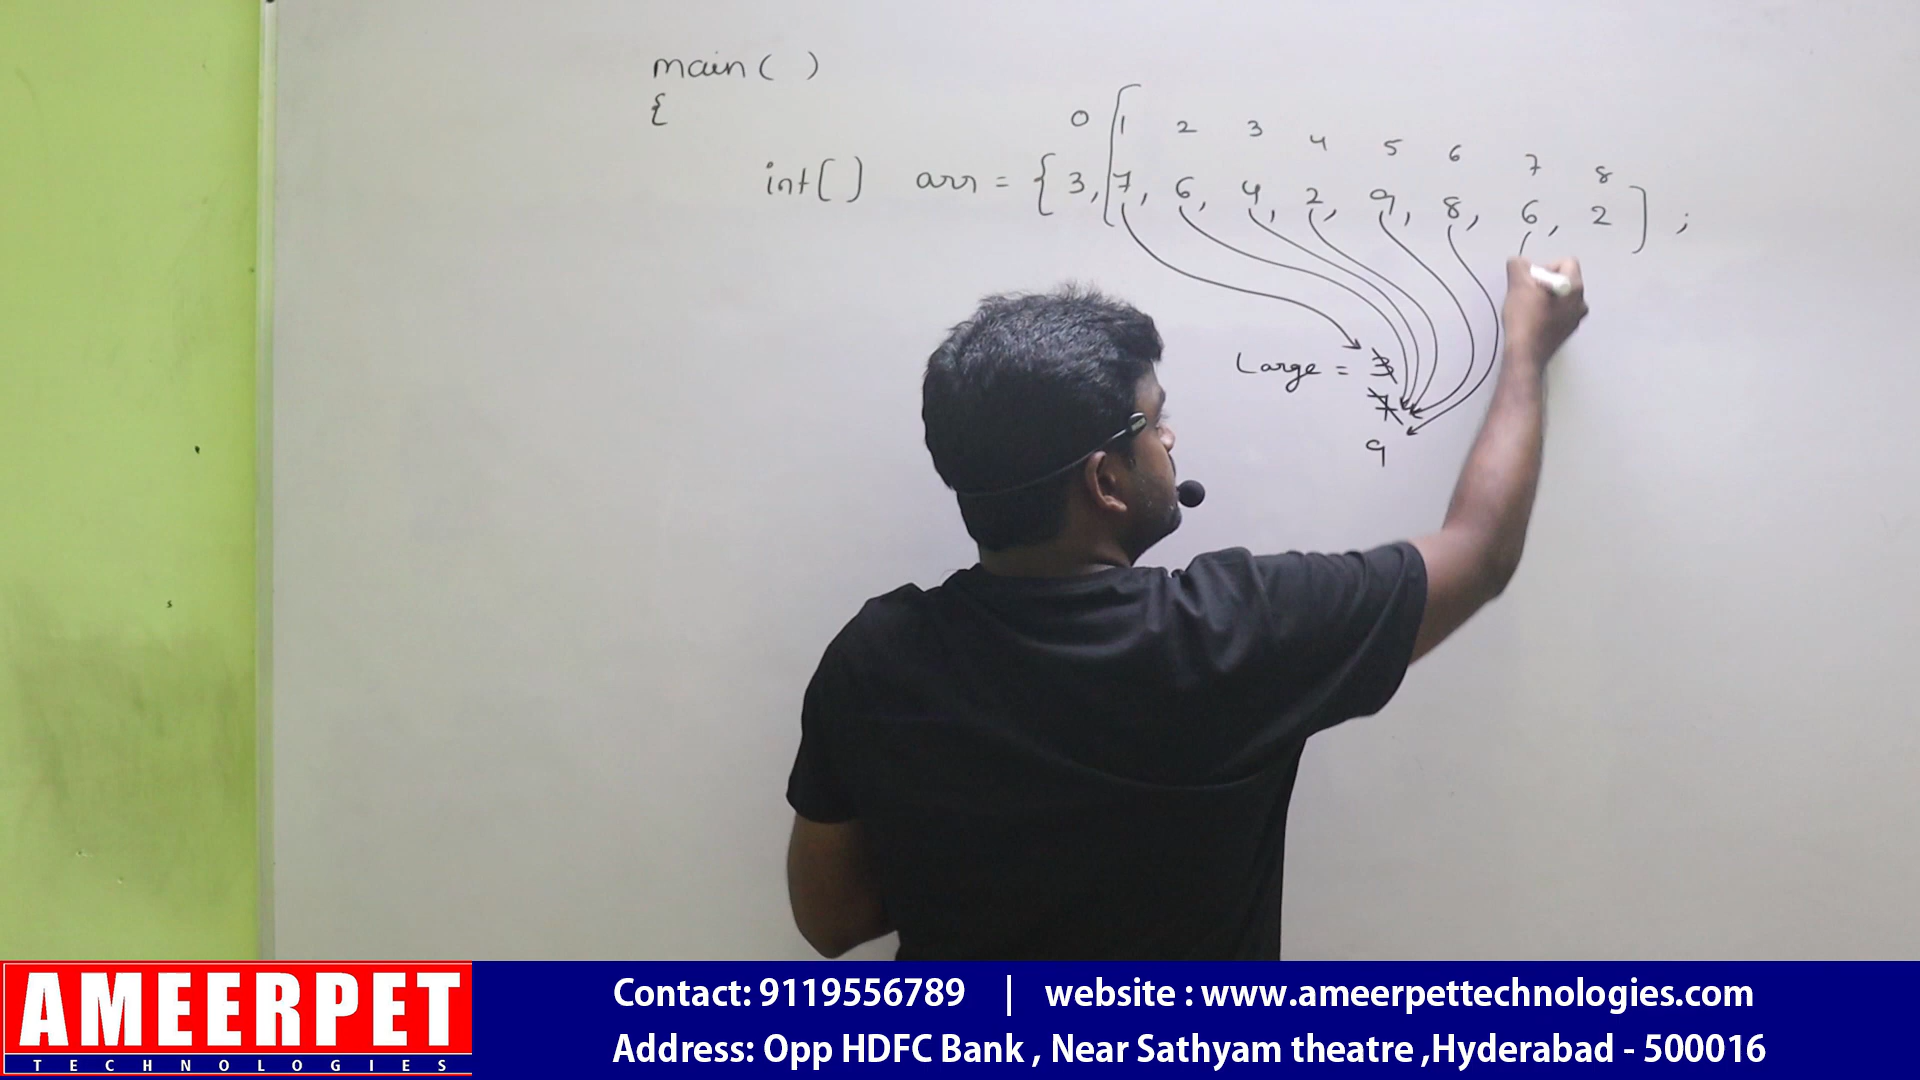 main( )
{
0 1 2 3 4 5 6 7 8
int[] arr = { 3, 7, 6, 4, 2, 9, 8, 6, 2 } ;
Large = 3
7
9
AMEERPET
TECHNOLOGIES
Contact: 9119556789 | website : www.ameerpettechnologies.com
Address: Opp HDFC Bank , Near Sathyam theatre ,Hyderabad - 500016